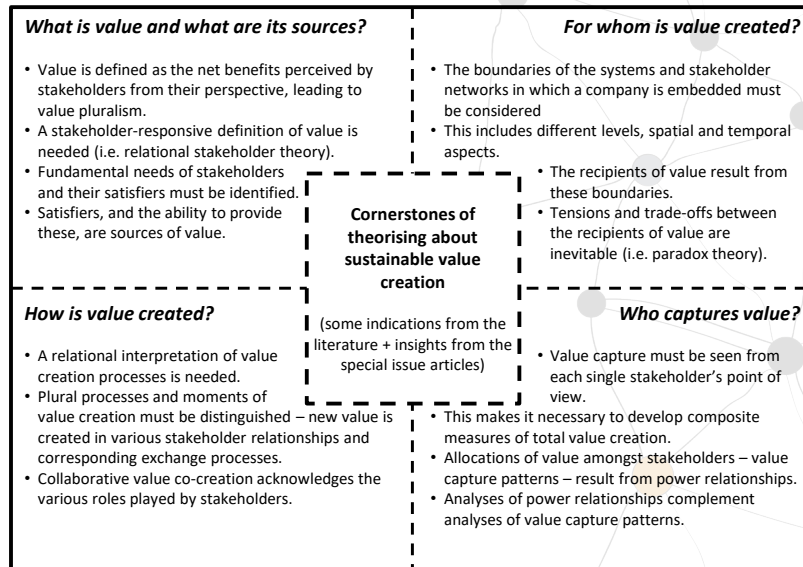 What is value and what are its sources?
• Value is defined as the net benefits perceived by
stakeholders from their perspective, leading to
value pluralism.
• A stakeholder-responsive definition of value is
needed (i.e. relational stakeholder theory).
• Fundamental needs of stakeholders
and their satisfiers must be identified.
• Satisfiers, and the ability to provide
these, are sources of value.
For whom is value created?
• The boundaries of the systems and stakeholder
networks in which a company is embedded must
be considered
• This includes different levels, spatial and temporal
aspects.
• The recipients of value result from
these boundaries.
• Tensions and trade-offs between
the recipients of value are
inevitable (i.e. paradox theory).
Cornerstones of
theorising about
sustainable value
creation
(some indications from the
literature + insights from the
special issue articles)
How is value created?
• A relational interpretation of value
creation processes is needed.
• Plural processes and moments of
value creation must be distinguished – new value is
created in various stakeholder relationships and
corresponding exchange processes.
• Collaborative value co-creation acknowledges the
various roles played by stakeholders.
Who captures value?
• Value capture must be seen from
each single stakeholder's point of
view.
• This makes it necessary to develop composite
measures of total value creation.
• Allocations of value amongst stakeholders – value
capture patterns – result from power relationships.
• Analyses of power relationships complement
analyses of value capture patterns.